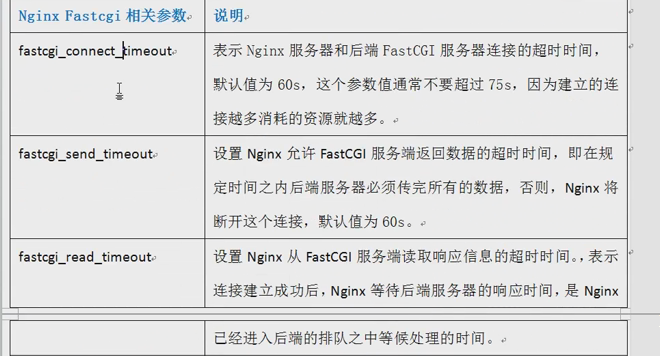 Nginx Fastcgi 相关参数
说明
fastcgi_connect_timeout
表示 Nginx 服务器和后端 FastCGI 服务器连接的超时时间，
默认值为 60s，这个参数值通常不要超过 75s，因为建立的连
接越多消耗的资源就越多。
fastcgi_send_timeout
设置 Nginx 允许 FastCGI 服务端返回数据的超时时间，即在规
定时间之内后端服务器必须传完所有的数据，否则，Nginx 将
断开这个连接，默认值为 60s。
fastcgi_read_timeout
设置 Nginx 从 FastCGI 服务端读取响应信息的超时时间。，表示
连接建立成功后，Nginx 等待后端服务器的响应时间，是 Nginx
已经进入后端的排队之中等候处理的时间。